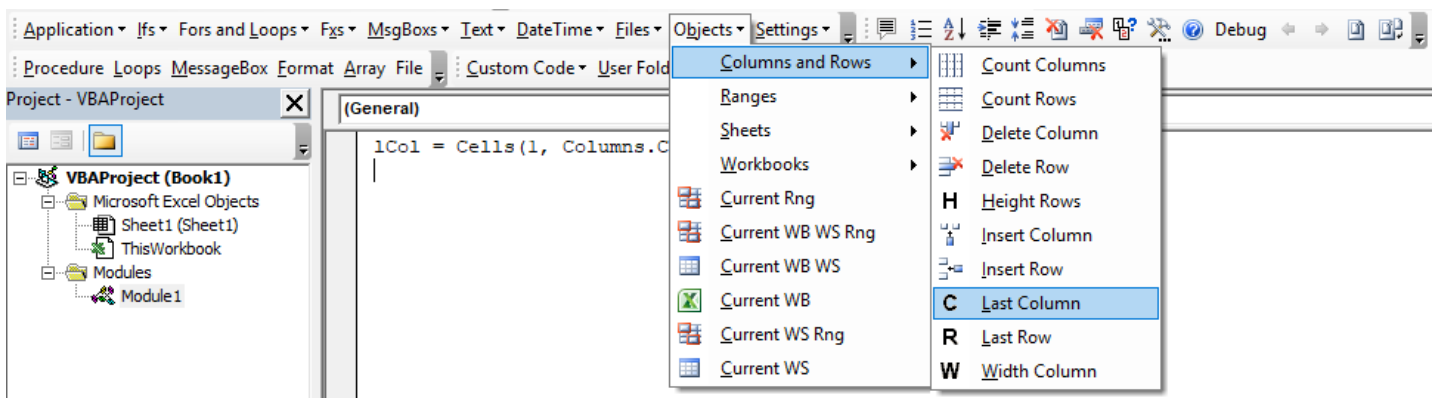 Application Ifs Fors and Loops Fxs MsgBoxs Text DateTime Files Objects Settings Debug
Procedure Loops MessageBox Format Array File Custom Code User Fold
Project - VBAProject
(General)
VBAProject (Book1)
Microsoft Excel Objects
Sheet1 (Sheet1)
ThisWorkbook
Modules
Module1
lCol = Cells(1, Columns.C
Columns and Rows
Ranges
Sheets
Workbooks
Current Rng
Current WB WS Rng
Current WB WS
Current WB
Current WS Rng
Current WS
Count Columns
Count Rows
Delete Column
Delete Row
H Height Rows
Insert Column
Insert Row
C Last Column
R Last Row
W Width Column